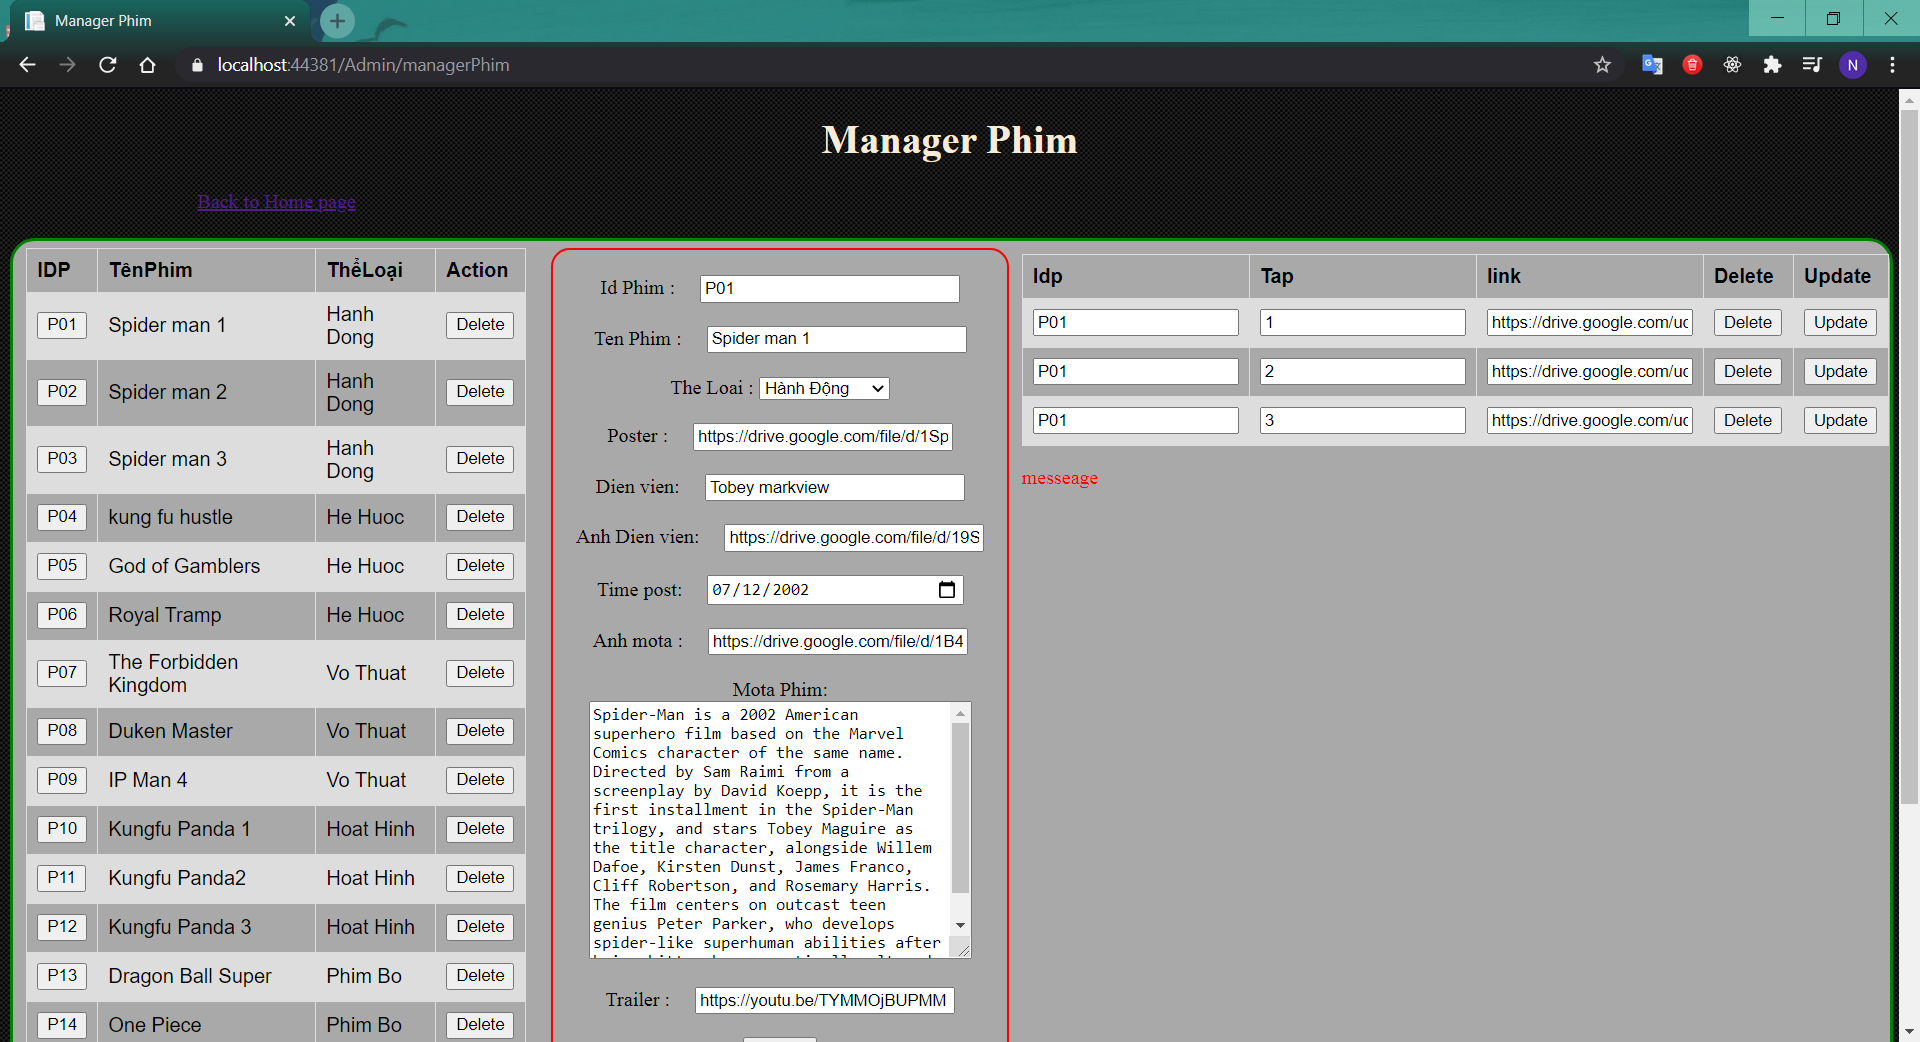 Manager Phim
localhost:44381/Admin/managerPhim
N
Manager Phim
Back to Home page
IDP TênPhim ThểLoại Action
P01 Spider man 1 Hanh Dong Delete
P02 Spider man 2 Hanh Dong Delete
P03 Spider man 3 Hanh Dong Delete
P04 kung fu hustle He Huoc Delete
P05 God of Gamblers He Huoc Delete
P06 Royal Tramp He Huoc Delete
P07 The Forbidden Kingdom Vo Thuat Delete
P08 Duken Master Vo Thuat Delete
P09 IP Man 4 Vo Thuat Delete
P10 Kungfu Panda 1 Hoat Hinh Delete
P11 Kungfu Panda2 Hoat Hinh Delete
P12 Kungfu Panda 3 Hoat Hinh Delete
P13 Dragon Ball Super Phim Bo Delete
P14 One Piece Phim Bo Delete
Id Phim : P01
Ten Phim : Spider man 1
The Loai : Hành Động
Poster : https://drive.google.com/file/d/1Sp
Dien vien: Tobey markview
Anh Dien vien: https://drive.google.com/file/d/19S
Time post: 07/12/2002
Anh mota : https://drive.google.com/file/d/1B4
Mota Phim:
Spider-Man is a 2002 American
superhero film based on the Marvel
Comics character of the same name.
Directed by Sam Raimi from a
screenplay by David Koepp, it is the
first installment in the Spider-Man
trilogy, and stars Tobey Maguire as
the title character, alongside Willem
Dafoe, Kirsten Dunst, James Franco,
Cliff Robertson, and Rosemary Harris.
The film centers on outcast teen
genius Peter Parker, who develops
spider-like superhuman abilities after
Trailer : https://youtu.be/TYMMOjBUPMM
Idp Tap link Delete Update
P01 1 https://drive.google.com/uc Delete Update
P01 2 https://drive.google.com/uc Delete Update
P01 3 https://drive.google.com/uc Delete Update
messeage